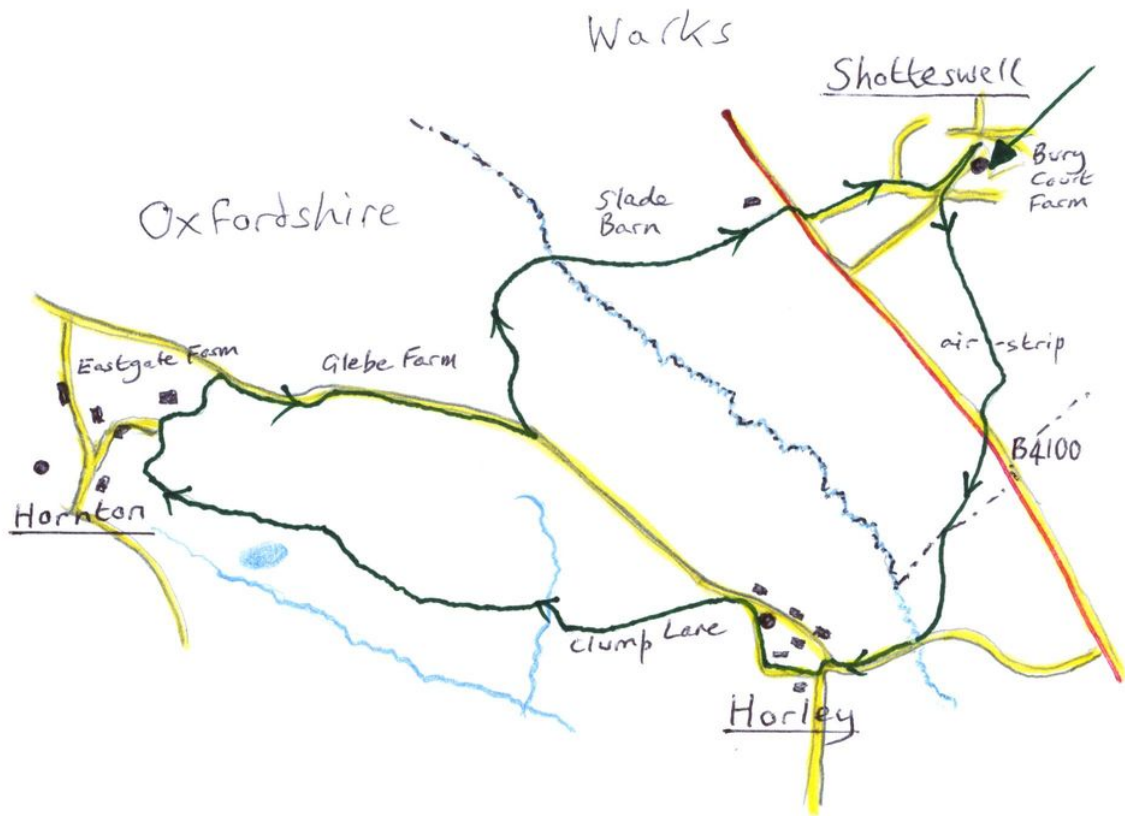 Warks
Shotteswell
Bury
Court
Farm
Slade
Barn
Oxfordshire
air-strip
Eastgate Farm
Glebe Farm
B4100
Hornton
Clump Lane
Horley